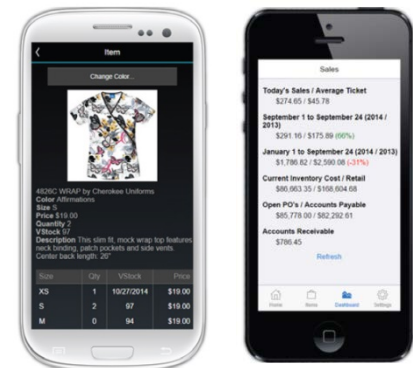 Item
Change Color...
4826C WRAP by Cherokee Uniforms
Color Affirmations
Size S
Price $19.00
Quantity 2
VStock 97
Description This slim fit, mock wrap top features
neck binding, patch pockets and side vents.
Center back length: 26"
Size Qty VStock Price
XS 1 10/27/2014 $19.00
S 2 97 $19.00
M 0 94 $19.00
Sales
Today's Sales / Average Ticket
$274.65 / $45.78
September 1 to September 24 (2014 /
2013)
$291.16 / $175.89 (66%)
January 1 to September 24 (2014 / 2013)
$1,786.82 / $2,590.08 (-31%)
Current Inventory Cost / Retail
$86,663.35 / $168,604.68
Open PO's / Accounts Payable
$85,778.00 / $82,292.61
Accounts Receivable
$786.45
Refresh
Home Items Dashboard Settings